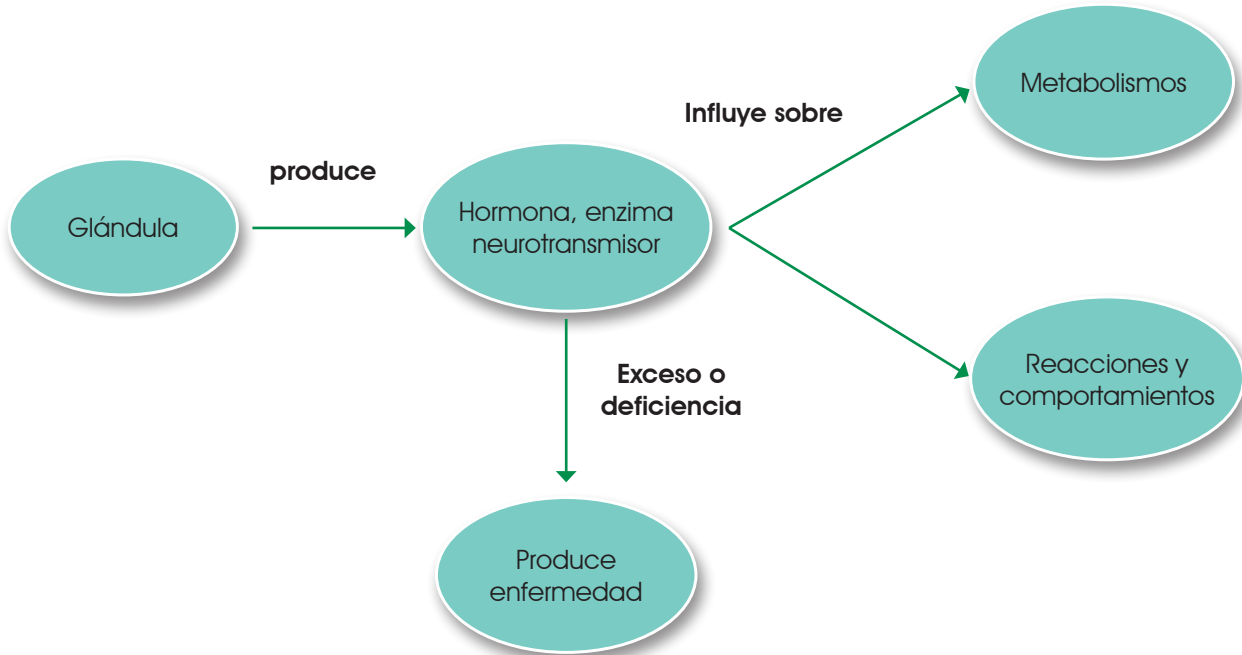 Glándula
produce
Hormona, enzima
neurotransmisor
Influye sobre
Metabolismos
Reacciones y
comportamientos
Exceso o
deficiencia
Produce
enfermedad